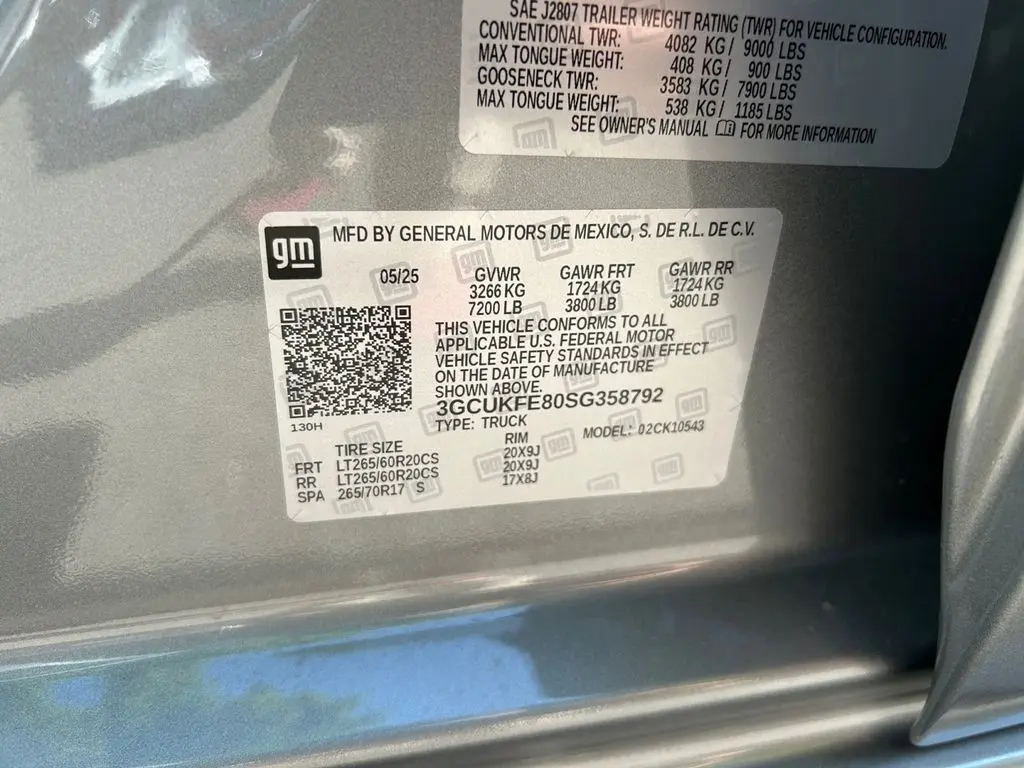 SAE J2807 TRAILER WEIGHT RATING (TWR) FOR VEHICLE CONFIGURATION.
CONVENTIONAL TWR: 4082 KG / 9000 LBS
MAX TONGUE WEIGHT: 408 KG / 900 LBS
GOOSENECK TWR: 3583 KG / 7900 LBS
MAX TONGUE WEIGHT: 538 KG / 1185 LBS
SEE OWNER'S MANUAL FOR MORE INFORMATION
gm
MFD BY GENERAL MOTORS DE MEXICO, S. DE R.L. DE C.V.
05/25 GVWR GAWR FRT GAWR RR
3266 KG 1724 KG 1724 KG
7200 LB 3800 LB 3800 LB
THIS VEHICLE CONFORMS TO ALL
APPLICABLE U.S. FEDERAL MOTOR
VEHICLE SAFETY STANDARDS IN EFFECT
ON THE DATE OF MANUFACTURE
SHOWN ABOVE.
3GCUKFE80SG358792
TYPE: TRUCK MODEL: 02CK10543
130H
TIRE SIZE RIM
FRT LT265/60R20CS 20X9J
RR LT265/60R20CS 20X9J
SPA 265/70R17 S 17X8J